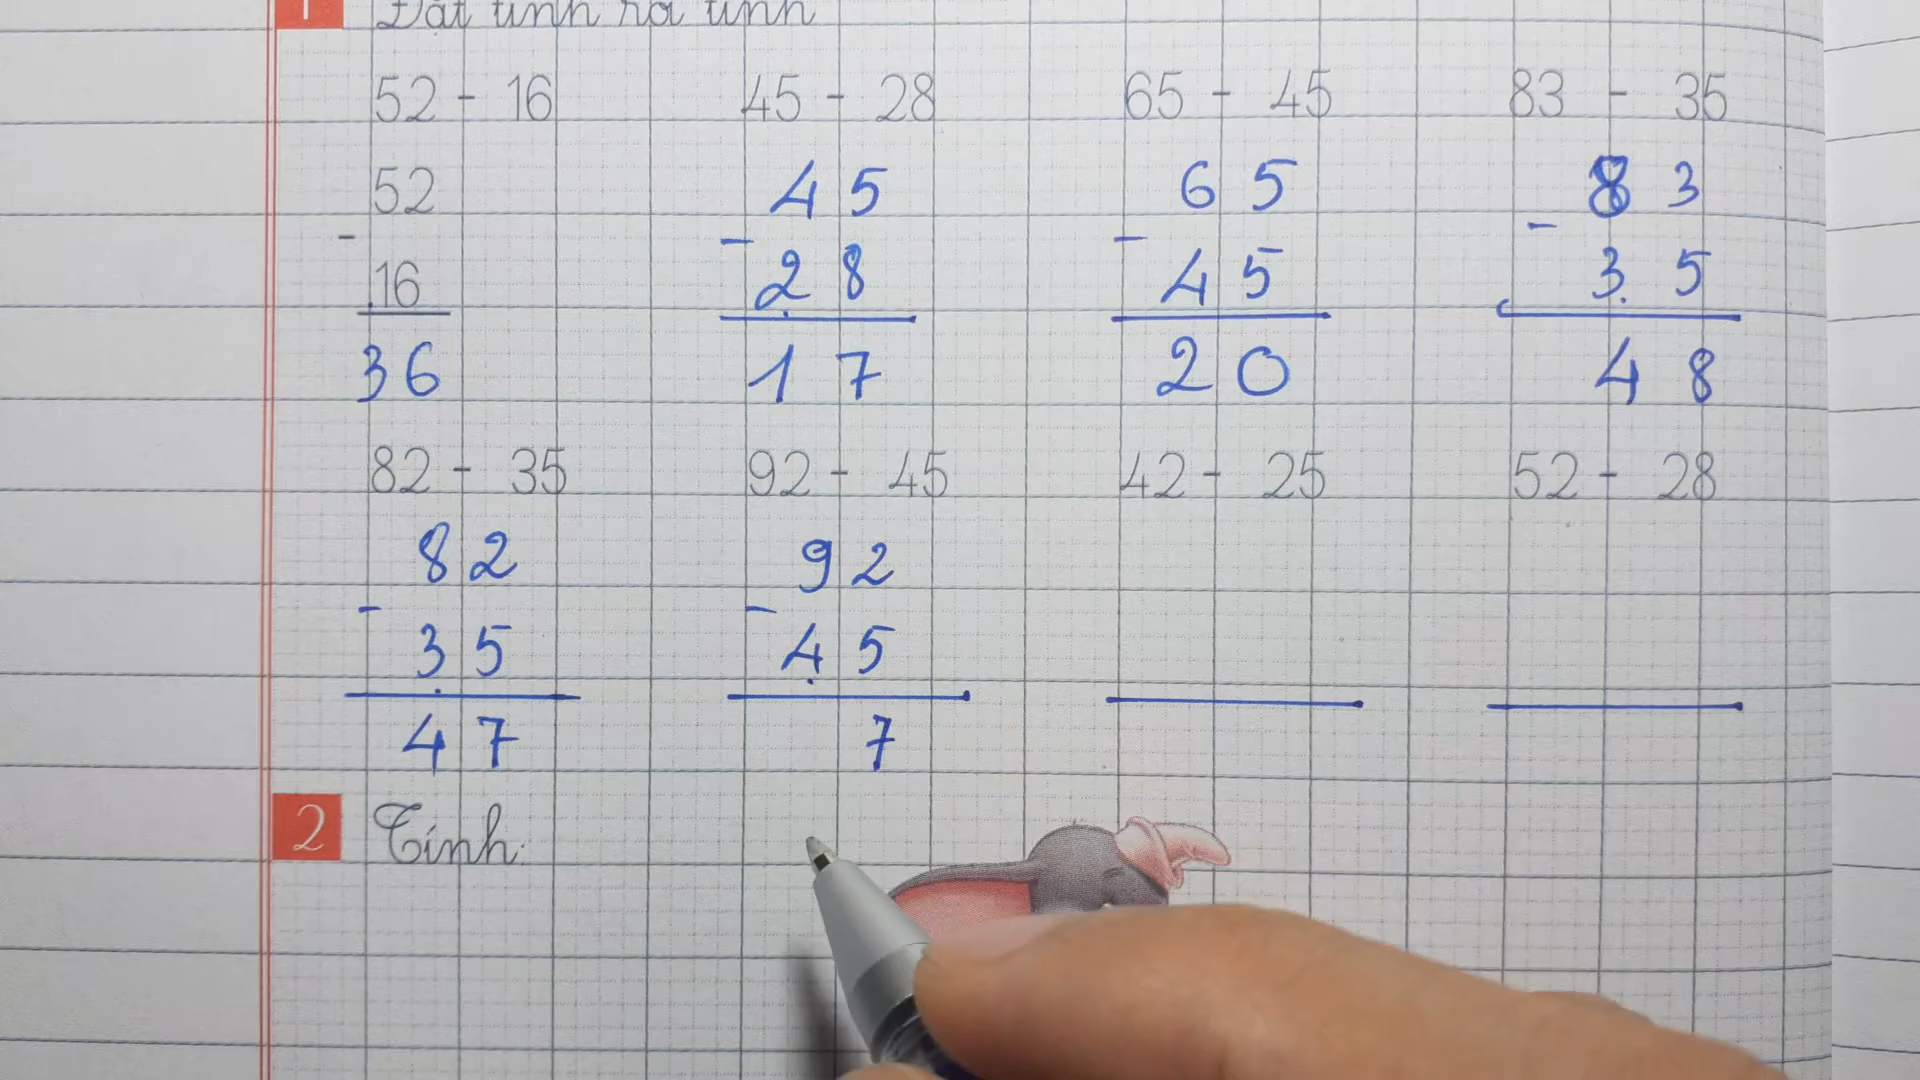 1 Đặt tính rồi tính
52 - 16 45 - 28 65 - 45 83 - 35
52 45 65 83
- - - -
16 28 45 35
36 17 20 48
82 - 35 92 - 45 42 - 25 52 - 28
82 92
- -
35 45
47 7
2 Tính: